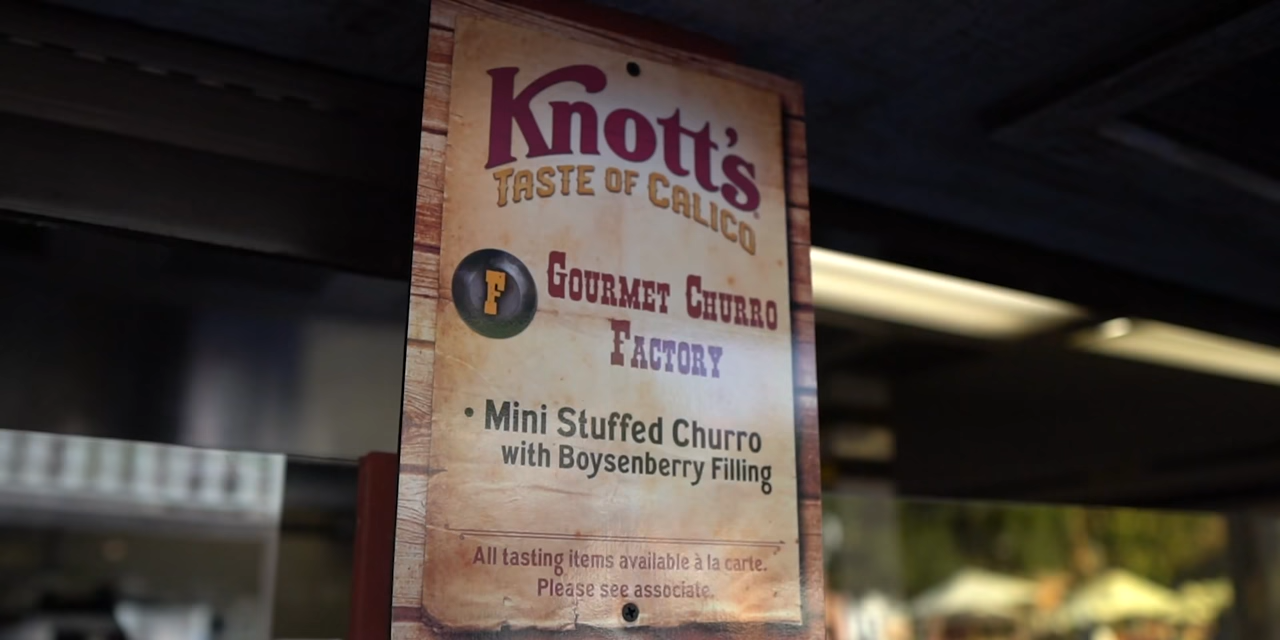 Knott's
TASTE OF CALICO
F
GOURMET CHURRO
FACTORY
• Mini Stuffed Churro
with Boysenberry Filling
All tasting items available à la carte.
Please see associate.